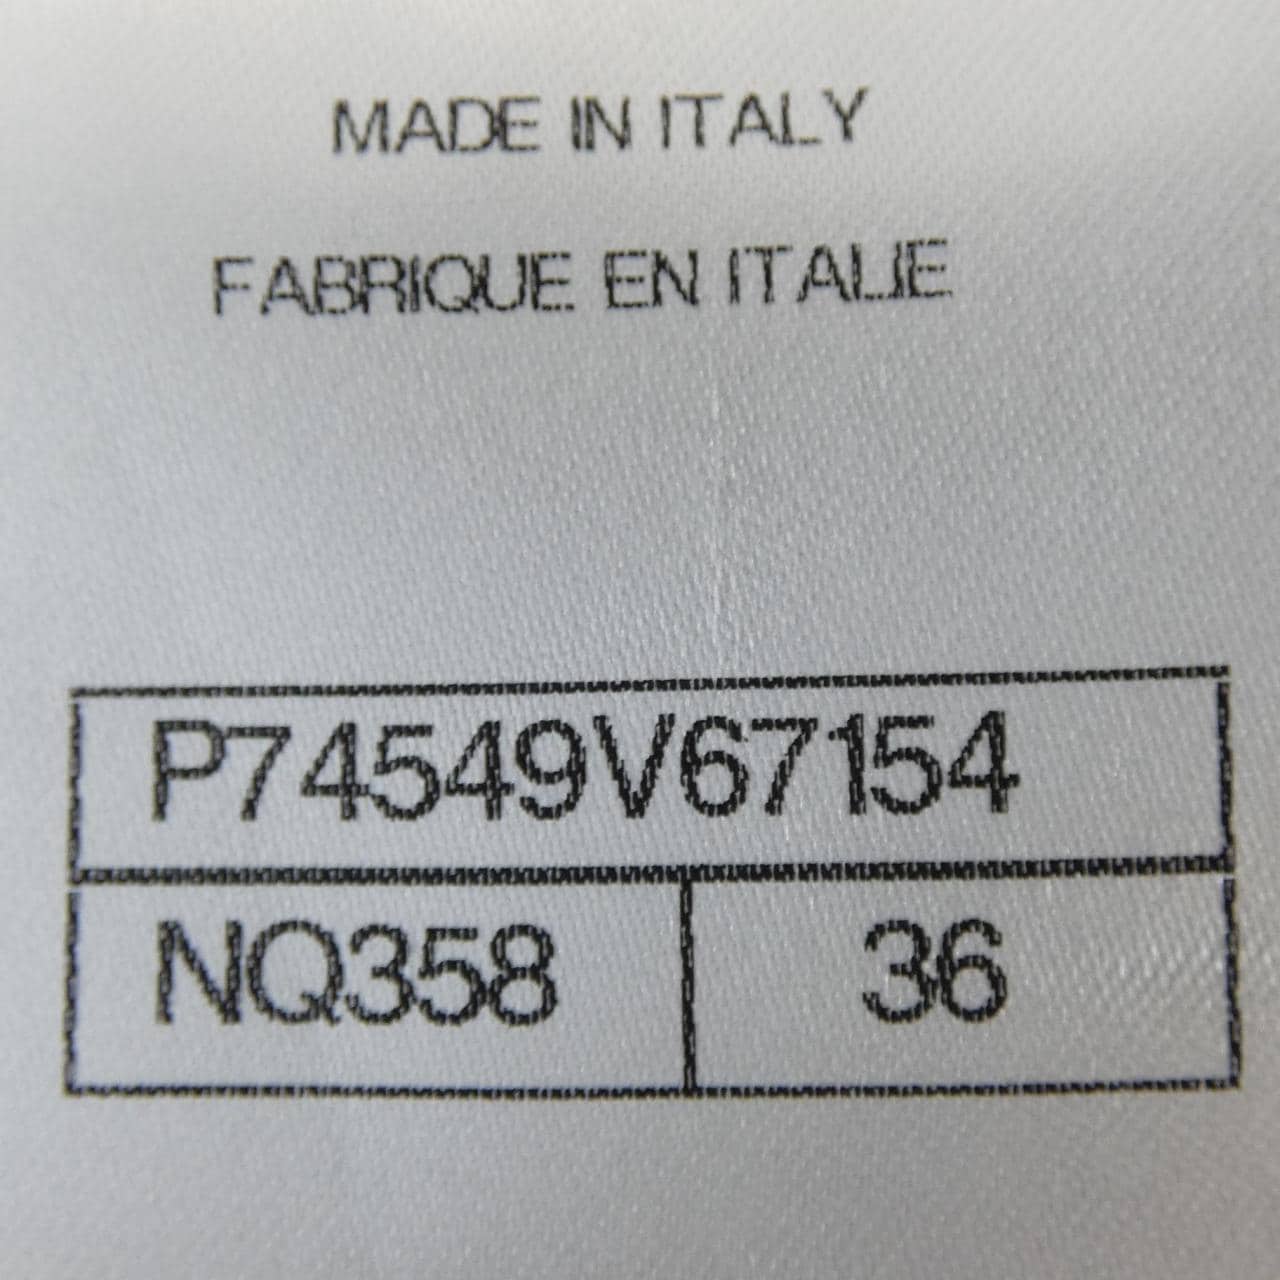 MADE IN ITALY
FABRIQUE EN ITALIE
P74549V67154
NQ358 36